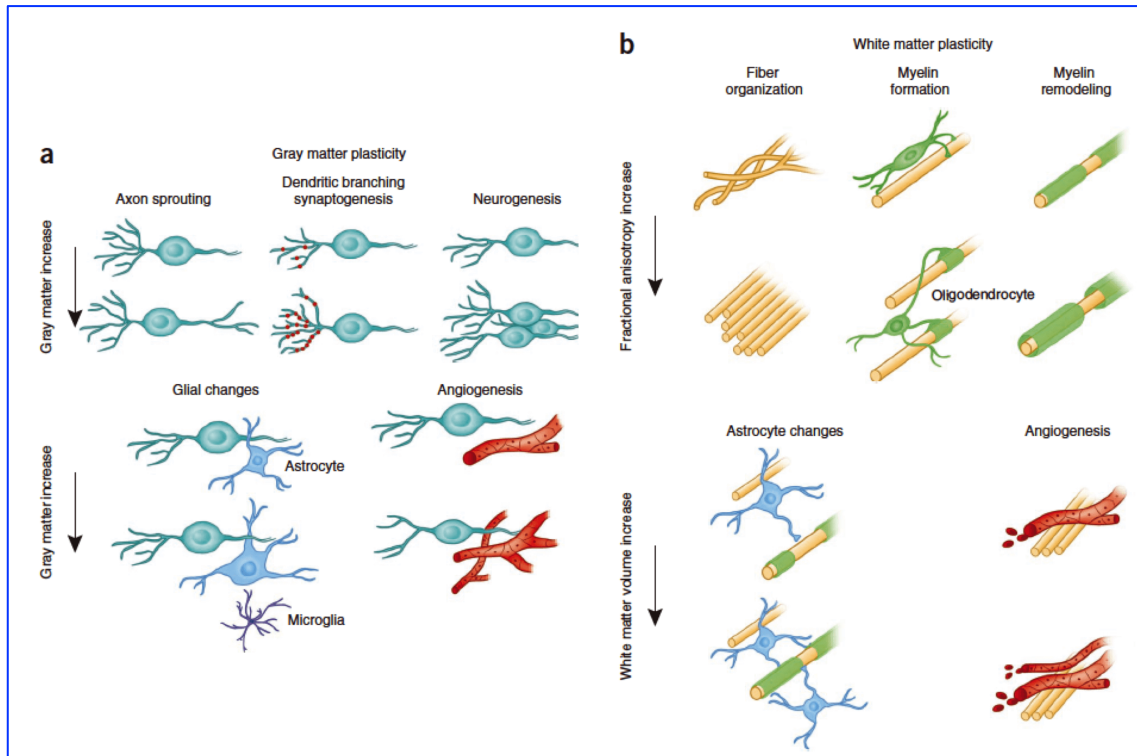 a
Gray matter plasticity
Axon sprouting
Dendritic branching
synaptogenesis
Neurogenesis
Gray matter increase
Glial changes
Angiogenesis
Gray matter increase
Astrocyte
Microglia
b
White matter plasticity
Fiber
organization
Myelin
formation
Myelin
remodeling
Fractional anisotropy increase
Oligodendrocyte
Astrocyte changes
Angiogenesis
White matter volume increase